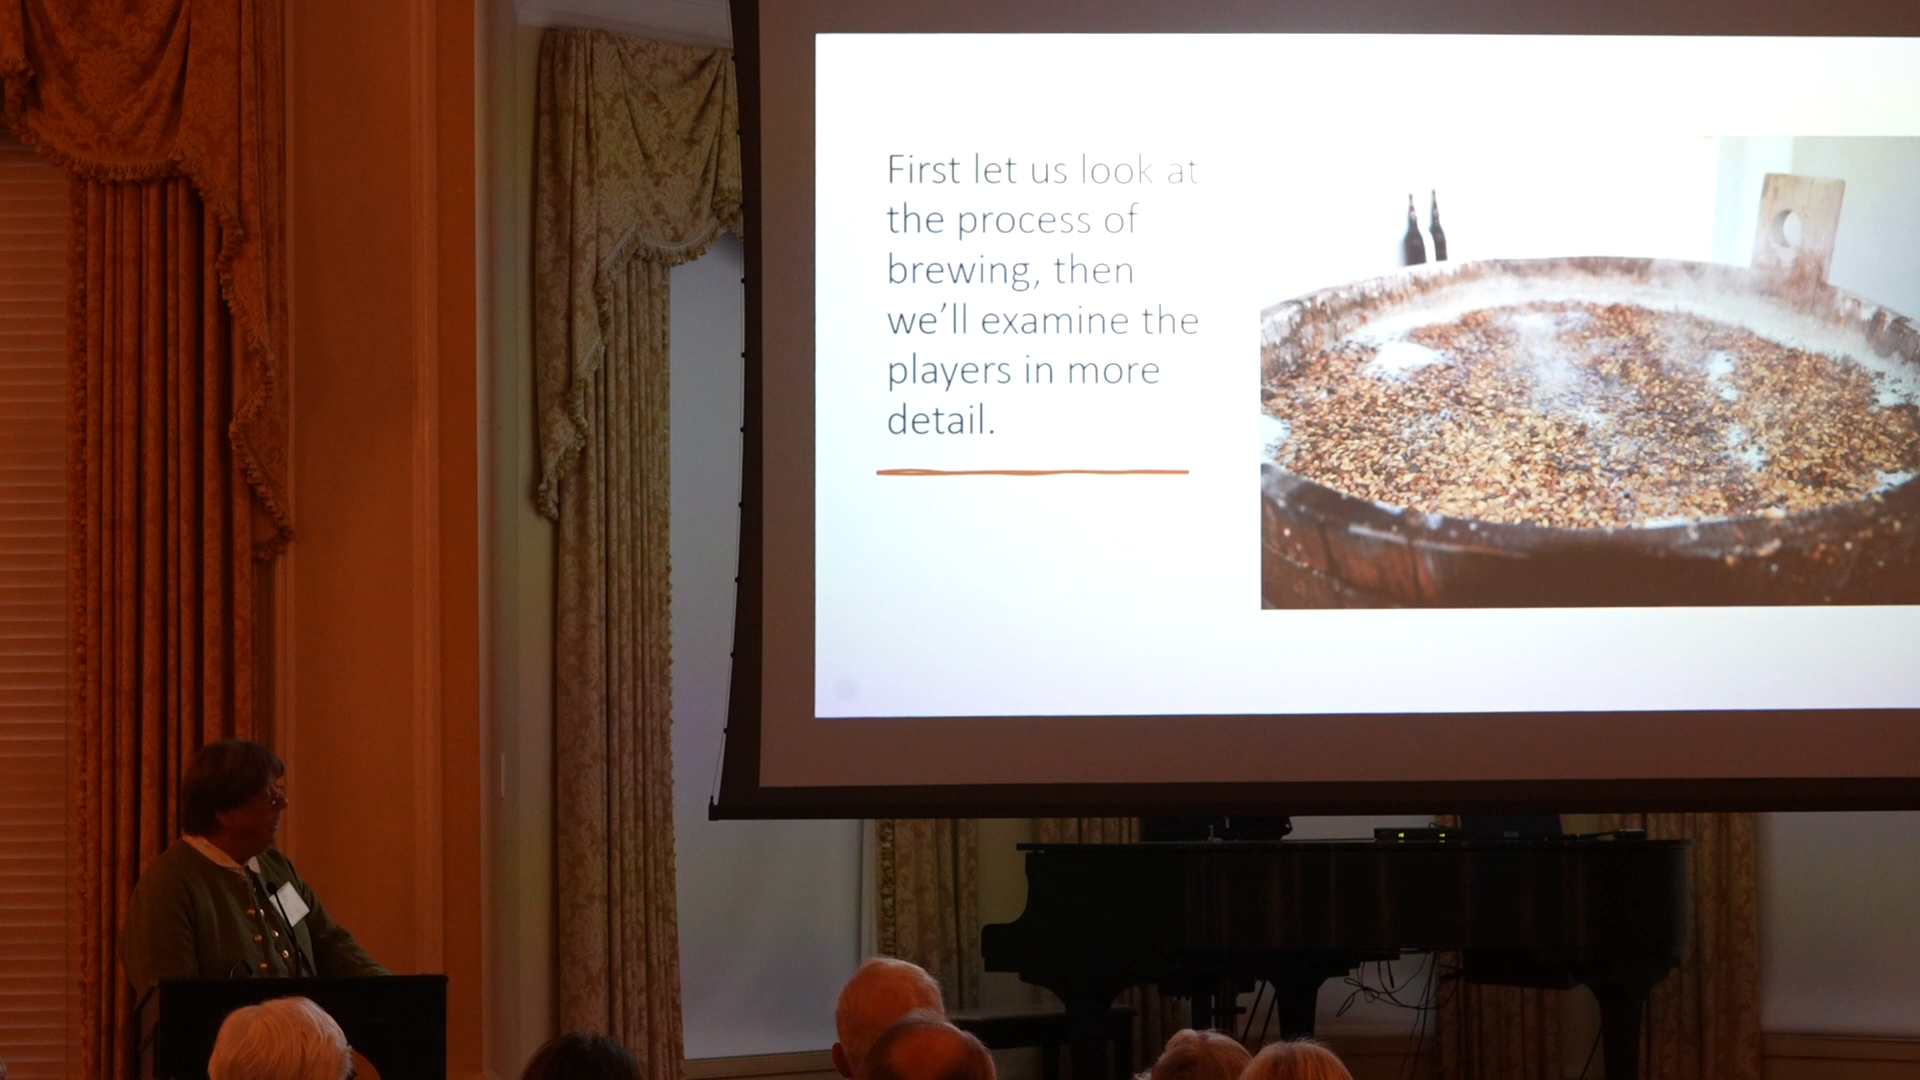 First let us look at
the process of
brewing, then
we’ll examine the
players in more
detail.